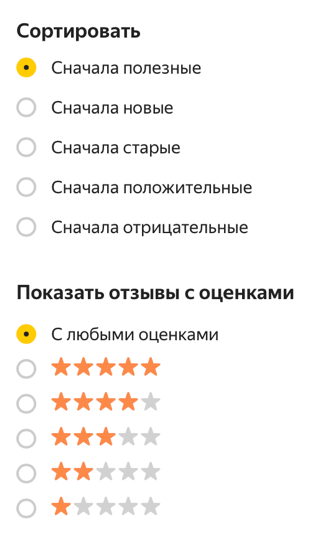 Сортировать
Сначала полезные
Сначала новые
Сначала старые
Сначала положительные
Сначала отрицательные
Показать отзывы с оценками
С любыми оценками